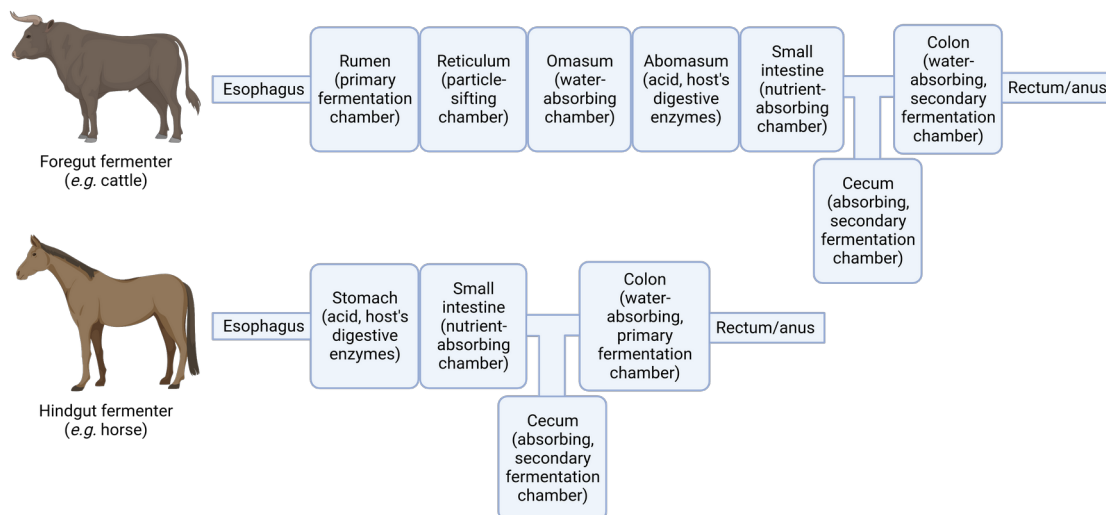 Esophagus
Rumen
(primary
fermentation
chamber)
Reticulum
(particle-
sifting
chamber)
Omasum
(water-
absorbing
chamber)
Abomasum
(acid, host's
digestive
enzymes)
Small
intestine
(nutrient-
absorbing
chamber)
Cecum
(absorbing,
secondary
fermentation
chamber)
Colon
(water-
absorbing,
secondary
fermentation
chamber)
Rectum/anus
Foregut fermenter
(e.g. cattle)
Esophagus
Stomach
(acid, host's
digestive
enzymes)
Small
intestine
(nutrient-
absorbing
chamber)
Cecum
(absorbing,
secondary
fermentation
chamber)
Colon
(water-
absorbing,
primary
fermentation
chamber)
Rectum/anus
Hindgut fermenter
(e.g. horse)